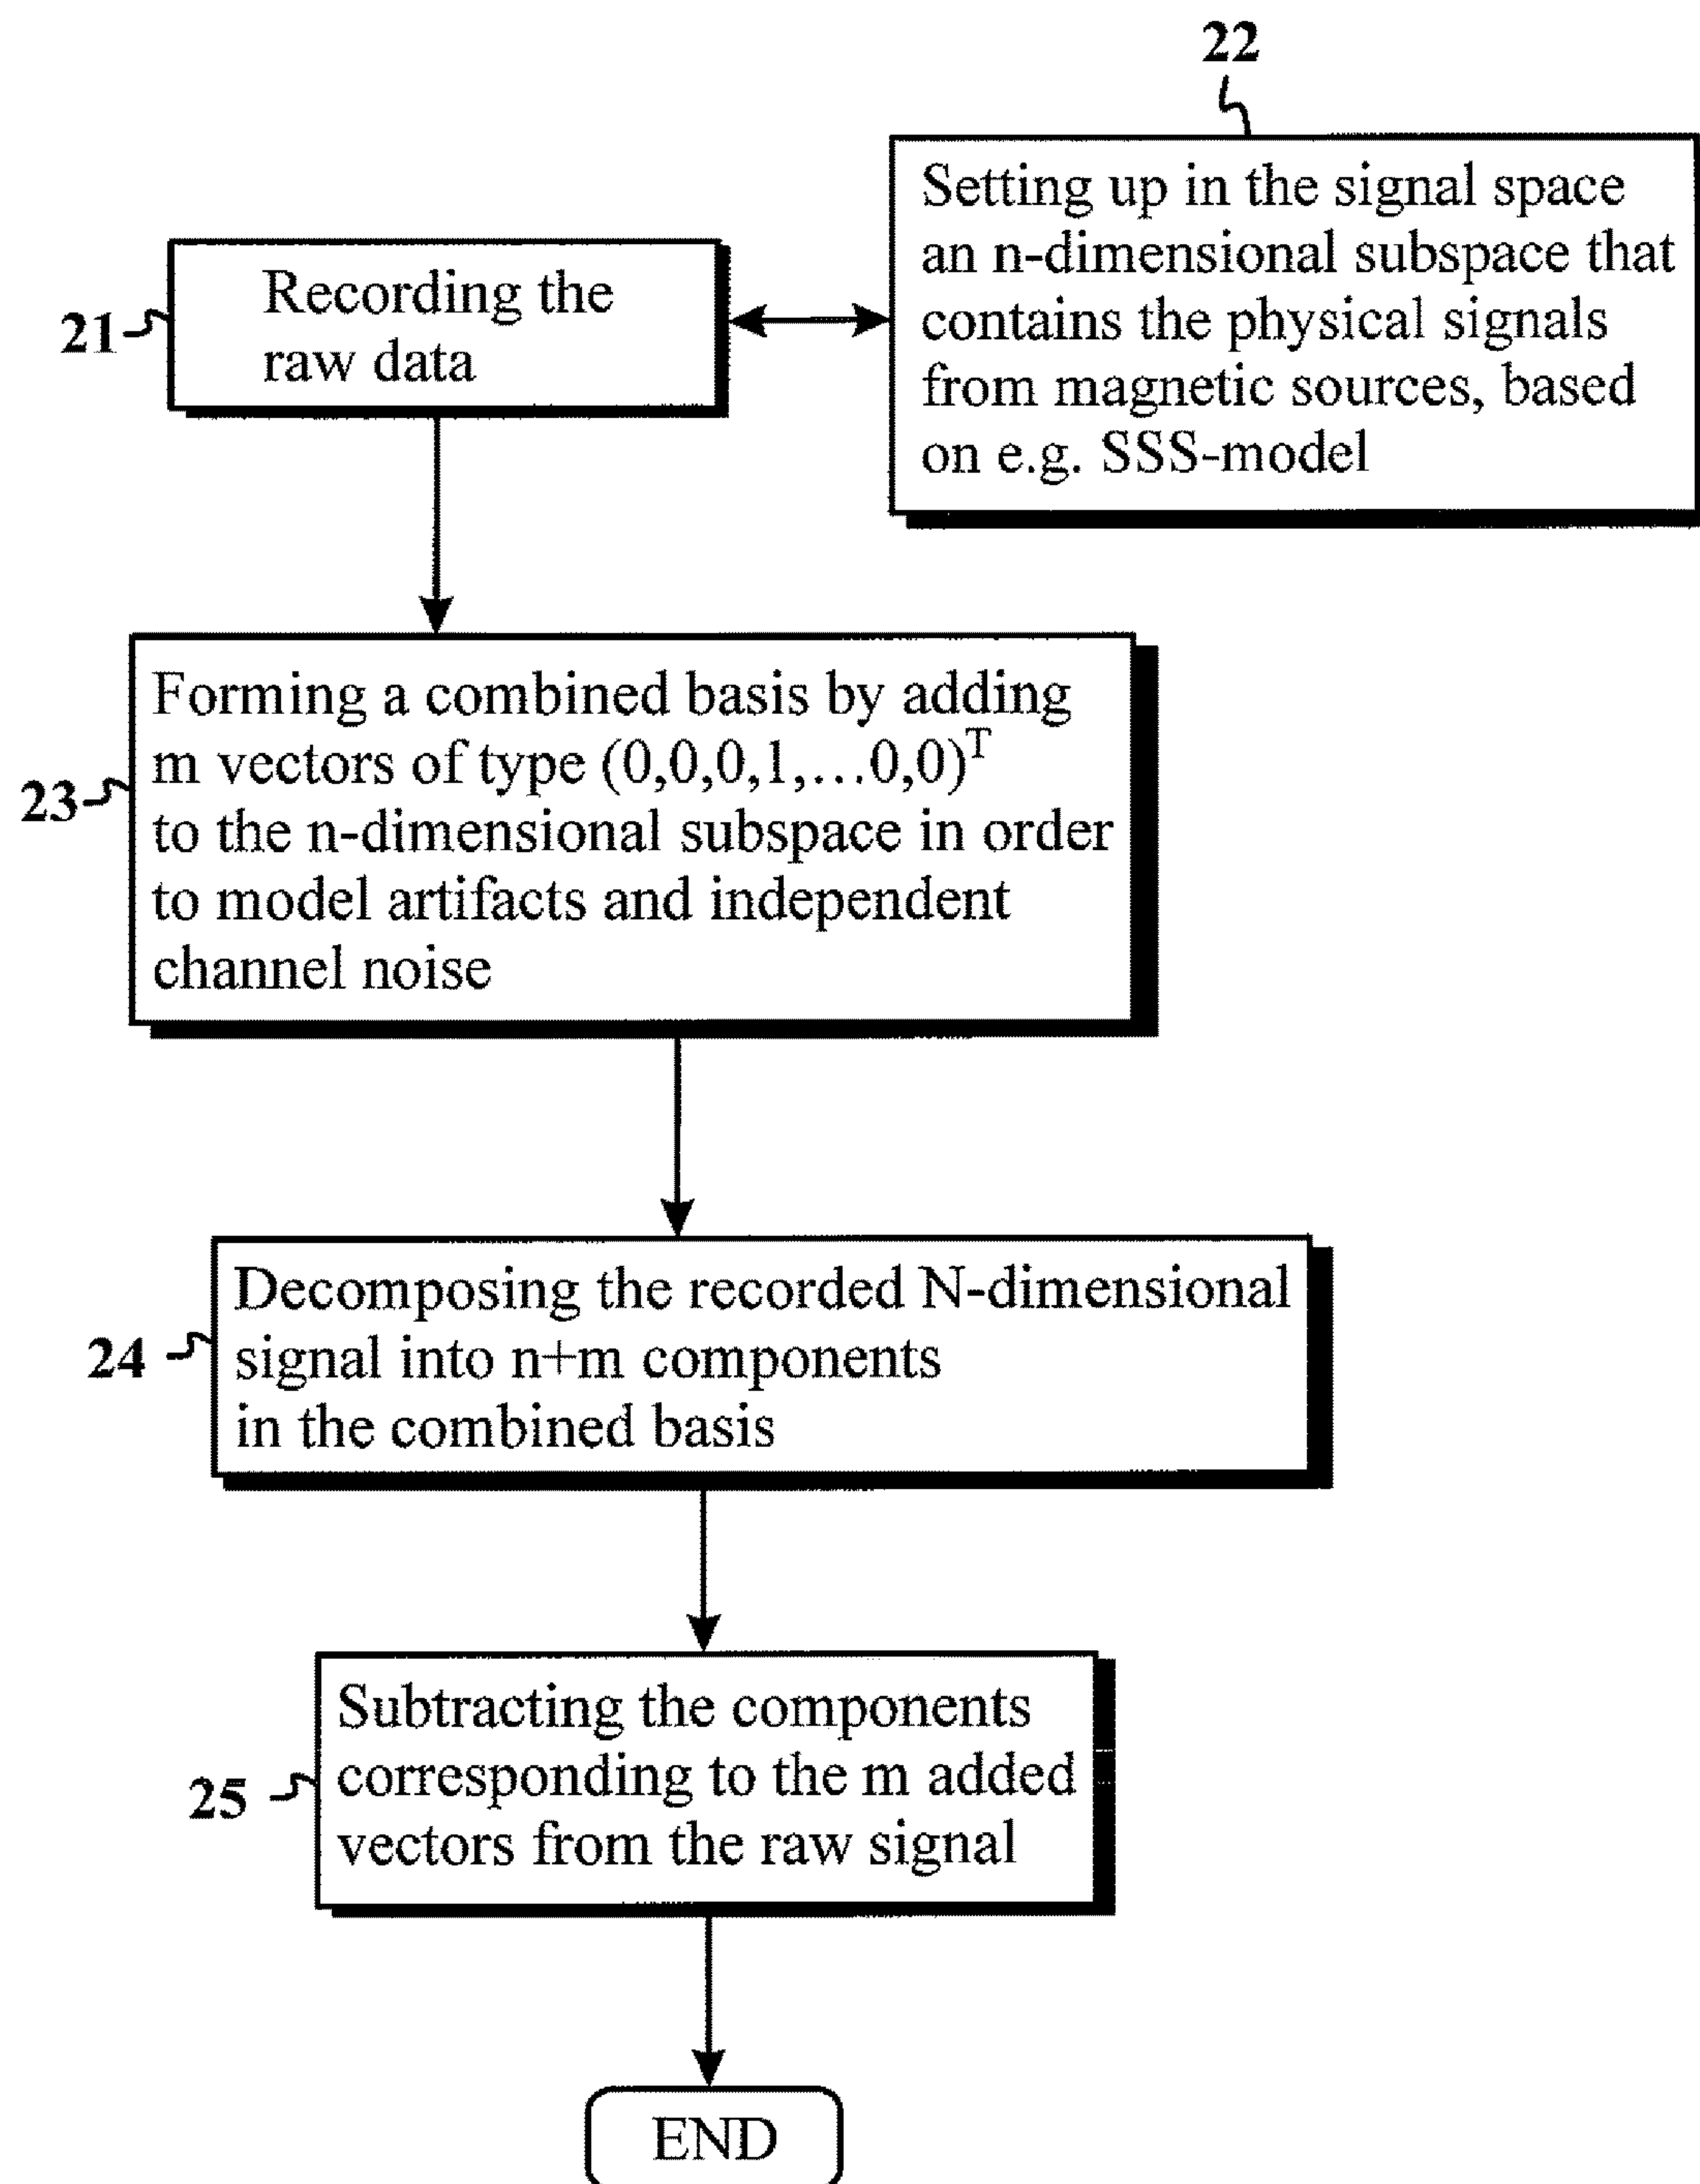 22
Setting up in the signal space
an n-dimensional subspace that
contains the physical signals
from magnetic sources, based
on e.g. SSS-model
21
Recording the
raw data
23
Forming a combined basis by adding
m vectors of type (0,0,0,1,...0,0)ᵀ
to the n-dimensional subspace in order
to model artifacts and independent
channel noise
24
Decomposing the recorded N-dimensional
signal into n+m components
in the combined basis
25
Subtracting the components
corresponding to the m added
vectors from the raw signal
END